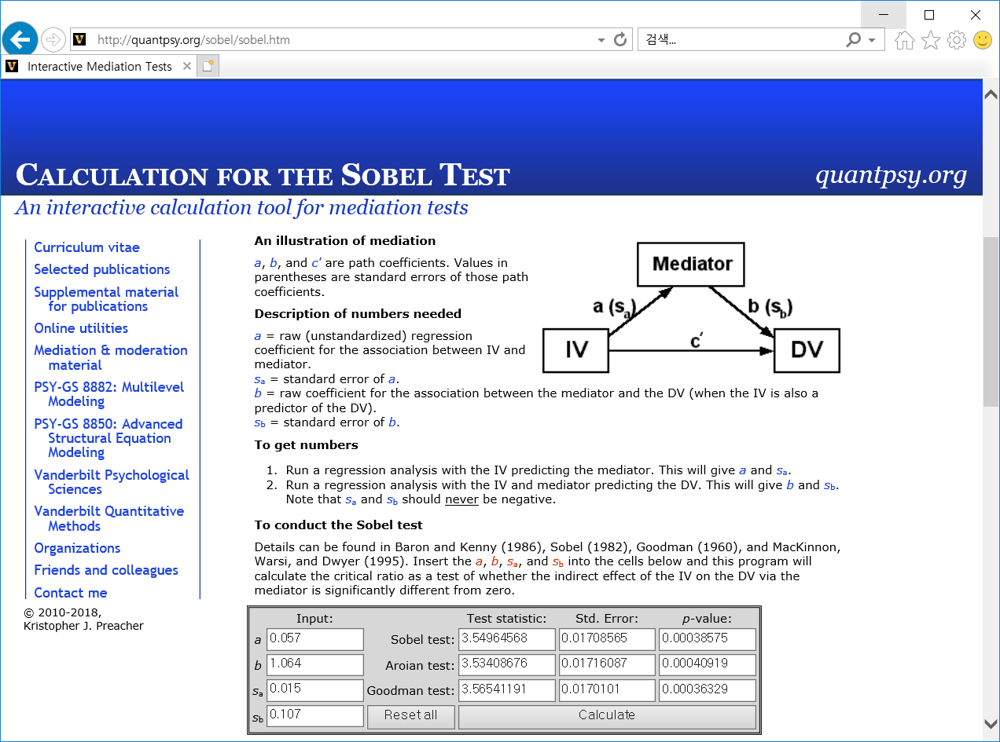 http://quantpsy.org/sobel/sobel.htm
검색...
Interactive Mediation Tests
CALCULATION FOR THE SOBEL TEST
quantpsy.org
An interactive calculation tool for mediation tests
Curriculum vitae
Selected publications
Supplemental material
for publications
Online utilities
Mediation & moderation
material
PSY-GS 8882: Multilevel
Modeling
PSY-GS 8850: Advanced
Structural Equation
Modeling
Vanderbilt Psychological
Sciences
Vanderbilt Quantitative
Methods
Organizations
Friends and colleagues
Contact me
© 2010-2018,
Kristopher J. Preacher
An illustration of mediation
a, b, and c′ are path coefficients. Values in
parentheses are standard errors of those path
coefficients.
Description of numbers needed
a = raw (unstandardized) regression
coefficient for the association between IV and
mediator.
sa = standard error of a.
b = raw coefficient for the association between the mediator and the DV (when the IV is also a
predictor of the DV).
sb = standard error of b.
Mediator
a (sa)
b (sb)
IV
c′
DV
To get numbers
1. Run a regression analysis with the IV predicting the mediator. This will give a and sa.
2. Run a regression analysis with the IV and mediator predicting the DV. This will give b and sb.
Note that sa and sb should never be negative.
To conduct the Sobel test
Details can be found in Baron and Kenny (1986), Sobel (1982), Goodman (1960), and MacKinnon,
Warsi, and Dwyer (1995). Insert the a, b, sa, and sb into the cells below and this program will
calculate the critical ratio as a test of whether the indirect effect of the IV on the DV via the
mediator is significantly different from zero.
Input: Test statistic: Std. Error: p-value:
a 0.057 Sobel test: 3.54964568 0.01708565 0.00038575
b 1.064 Aroian test: 3.53408676 0.01716087 0.00040919
sa 0.015 Goodman test: 3.56541191 0.0170101 0.00036329
sb 0.107 Reset all Calculate